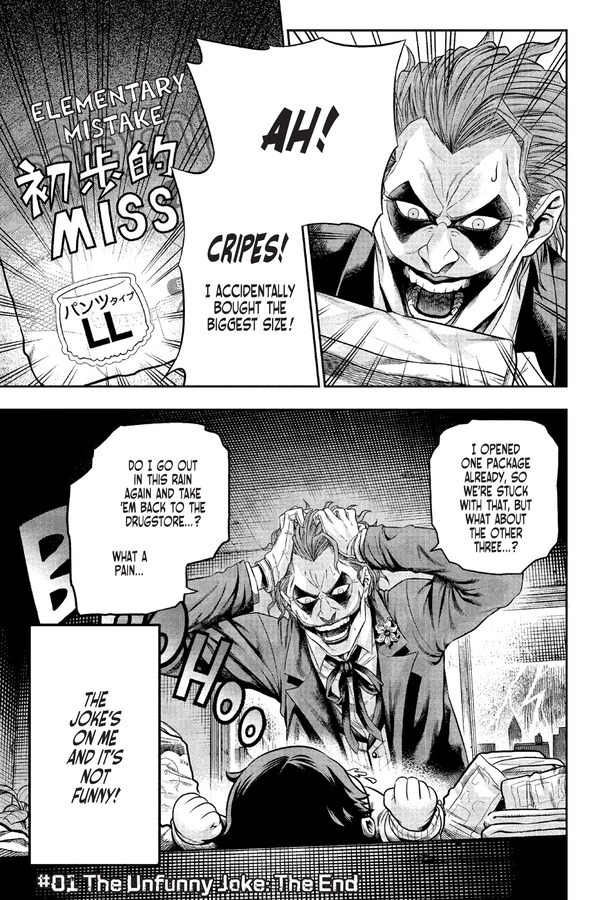 AH!
CRIPES!
I ACCIDENTALLY
BOUGHT THE
BIGGEST SIZE!
ELEMENTARY
MISTAKE
初歩的
MISS
パンツタイプ
LL
I OPENED
ONE PACKAGE
ALREADY, SO
WE'RE STUCK
WITH THAT, BUT
WHAT ABOUT
THE OTHER
THREE...?
DO I GO OUT
IN THIS RAIN
AGAIN AND TAKE
'EM BACK TO THE
DRUGSTORE...?
WHAT A
PAIN...
HOO
THE
JOKE'S
ON ME
AND IT'S
NOT
FUNNY!
#01 The Unfunny Joke: The End